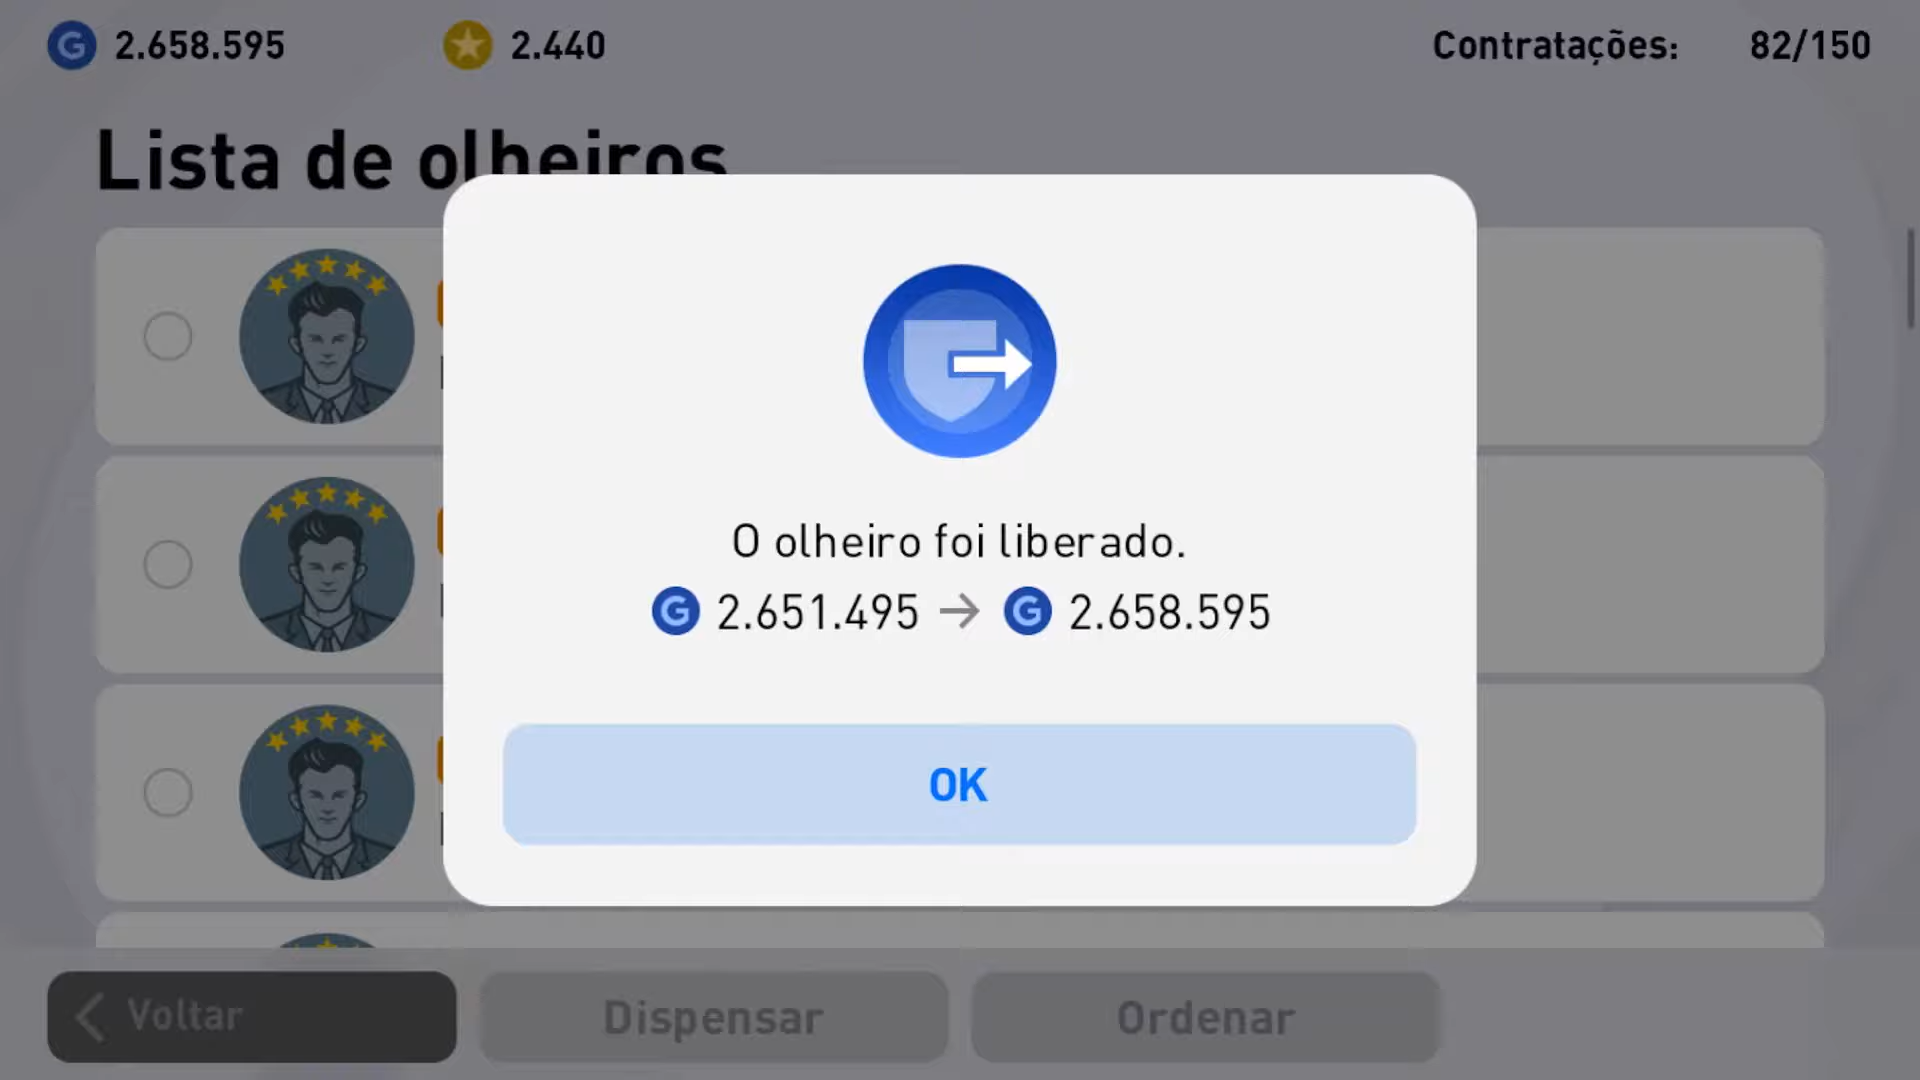 G 2.658.595 2.440 Contratações: 82/150
Lista de olheiros
O olheiro foi liberado.
G 2.651.495 → G 2.658.595
OK
Voltar Dispensar Ordenar